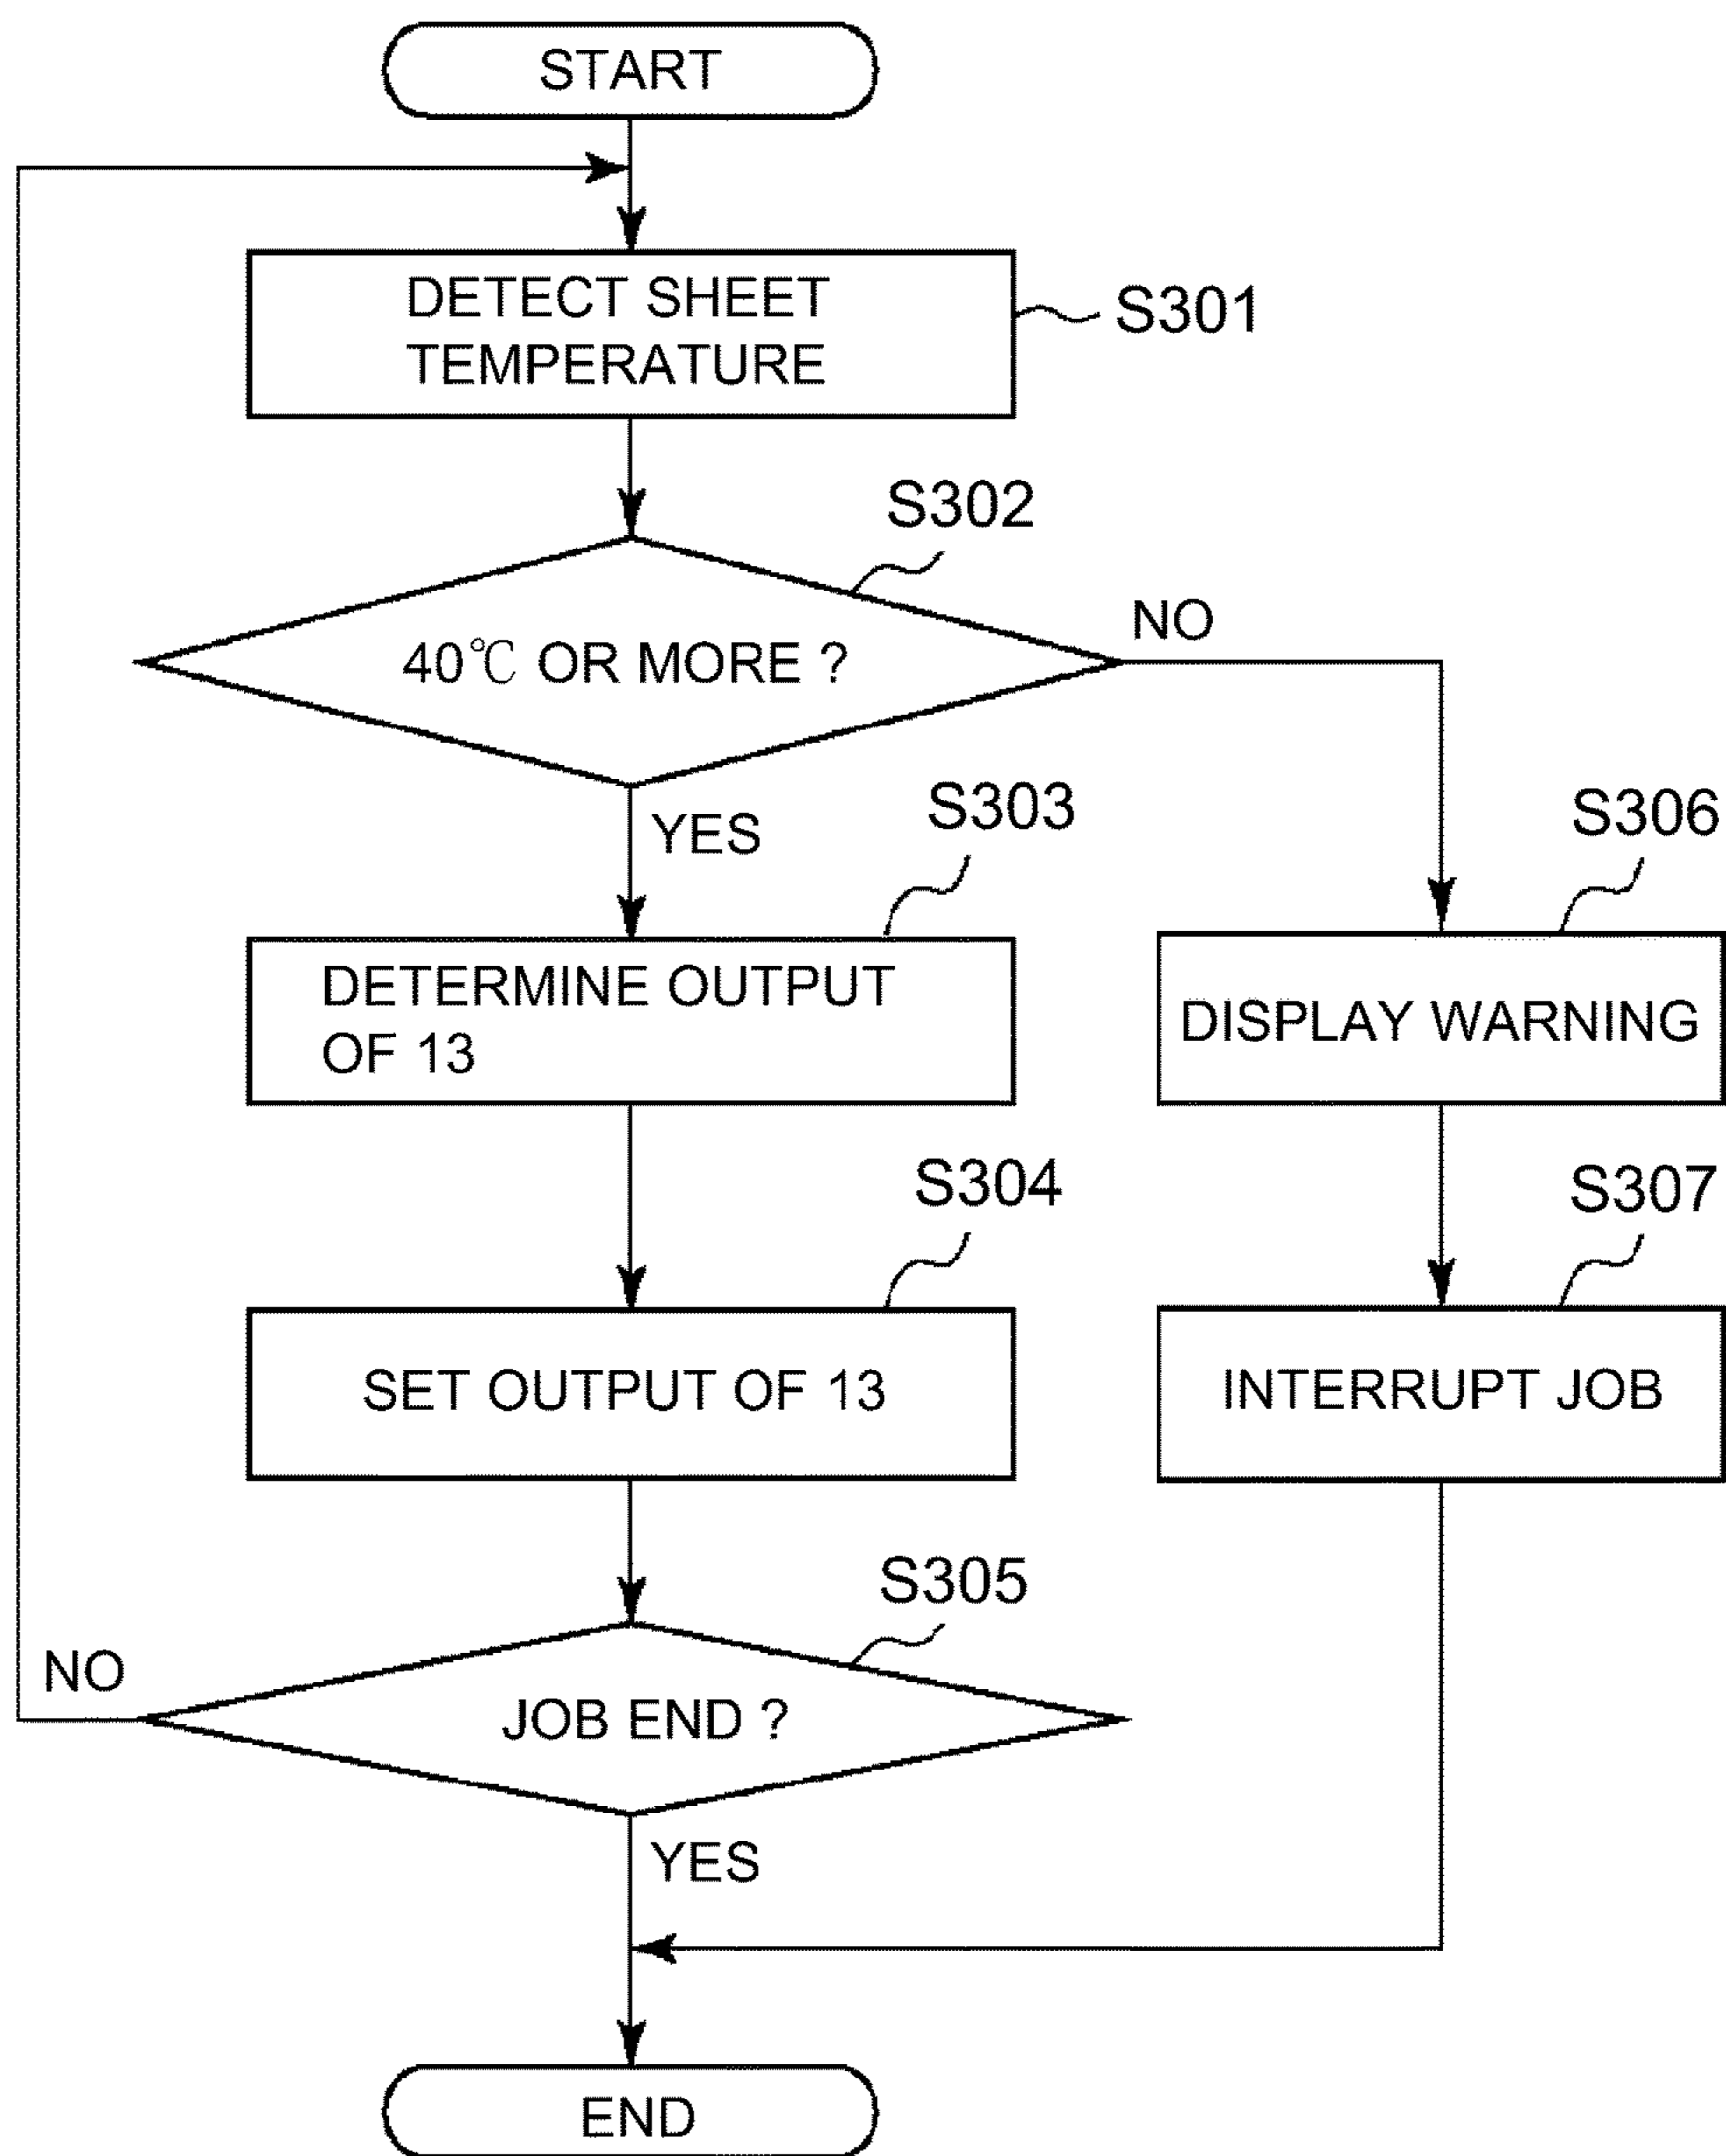 START
DETECT SHEET
TEMPERATURE
S301
S302
40℃ OR MORE ?
NO
YES
S303
S306
DETERMINE OUTPUT
OF 13
DISPLAY WARNING
S304
S307
SET OUTPUT OF 13
INTERRUPT JOB
S305
NO
JOB END ?
YES
END